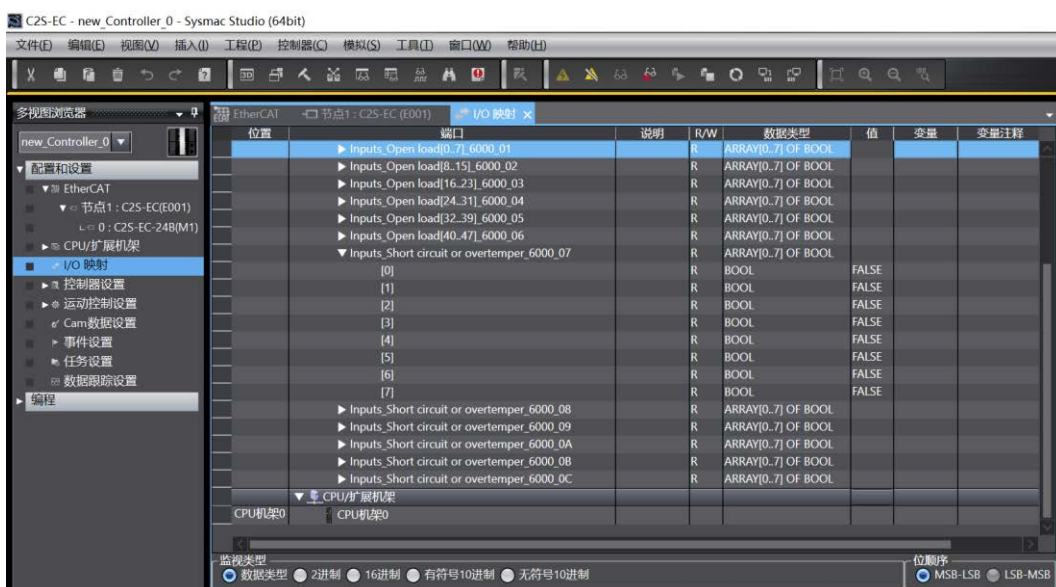 C2S-EC - new_Controller_0 - Sysmac Studio (64bit)
文件(F) 编辑(E) 视图(V) 插入(I) 工程(P) 控制器(C) 模拟(S) 工具(T) 窗口(W) 帮助(H)
多视图浏览器
new_Controller_0
配置和设置
EtherCAT
节点1 : C2S-EC(E001)
0 : C2S-EC-24B(M1)
CPU/扩展机架
I/O 映射
控制器设置
运动控制设置
Cam数据设置
事件设置
任务设置
数据跟踪设置
编程
EtherCAT 节点1 : C2S-EC (E001) I/O 映射
位置 端口 说明 R/W 数据类型 值 变量 变量注释
Inputs_Open load[0..7]_6000_01 R ARRAY[0..7] OF BOOL
Inputs_Open load[8..15]_6000_02 R ARRAY[0..7] OF BOOL
Inputs_Open load[16..23]_6000_03 R ARRAY[0..7] OF BOOL
Inputs_Open load[24..31]_6000_04 R ARRAY[0..7] OF BOOL
Inputs_Open load[32..39]_6000_05 R ARRAY[0..7] OF BOOL
Inputs_Open load[40..47]_6000_06 R ARRAY[0..7] OF BOOL
Inputs_Short circuit or overtemper_6000_07 R ARRAY[0..7] OF BOOL
[0] R BOOL FALSE
[1] R BOOL FALSE
[2] R BOOL FALSE
[3] R BOOL FALSE
[4] R BOOL FALSE
[5] R BOOL FALSE
[6] R BOOL FALSE
[7] R BOOL FALSE
Inputs_Short circuit or overtemper_6000_08 R ARRAY[0..7] OF BOOL
Inputs_Short circuit or overtemper_6000_09 R ARRAY[0..7] OF BOOL
Inputs_Short circuit or overtemper_6000_0A R ARRAY[0..7] OF BOOL
Inputs_Short circuit or overtemper_6000_0B R ARRAY[0..7] OF BOOL
Inputs_Short circuit or overtemper_6000_0C R ARRAY[0..7] OF BOOL
CPU/扩展机架
CPU机架0 CPU机架0
监视类型
数据类型 2进制 16进制 有符号10进制 无符号10进制
位顺序
MSB-LSB LSB-MSB